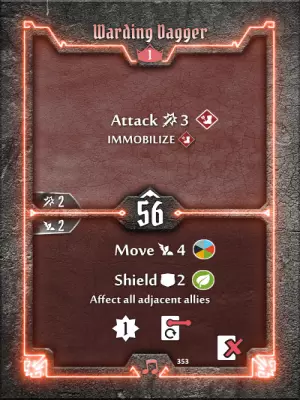 Warding Dagger
1
Attack 3
IMMOBILIZE
2
56
2
Move 4
Shield 2
Affect all adjacent allies
1
353